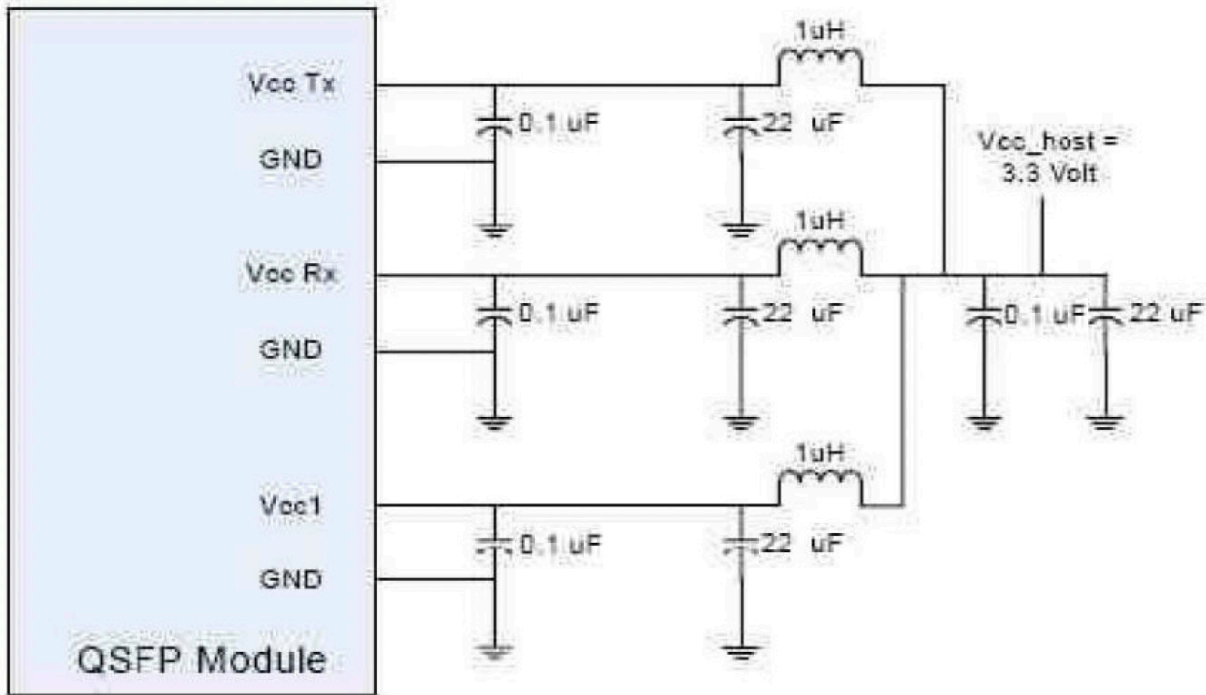 1uH
Vcc Tx
0.1 uF
22 uF
GND
Vcc_host =
3.3 Volt
1uH
Vcc Rx
0.1 uF
22 uF
0.1 uF
22 uF
GND
1uH
Vcc1
0.1 uF
22 uF
GND
QSFP Module